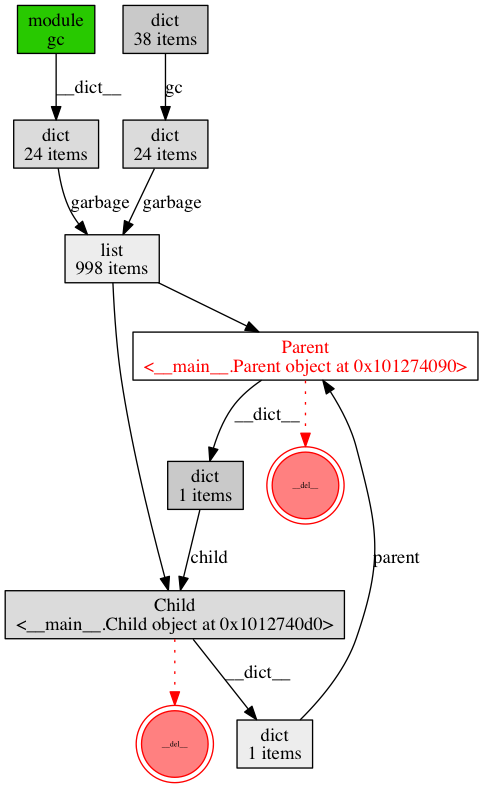 module
gc
dict
38 items
__dict__
gc
dict
24 items
dict
24 items
garbage
garbage
list
998 items
Parent
<__main__.Parent object at 0x101274090>
__dict__
dict
1 items
__del__
child
parent
Child
<__main__.Child object at 0x1012740d0>
__dict__
__del__
dict
1 items